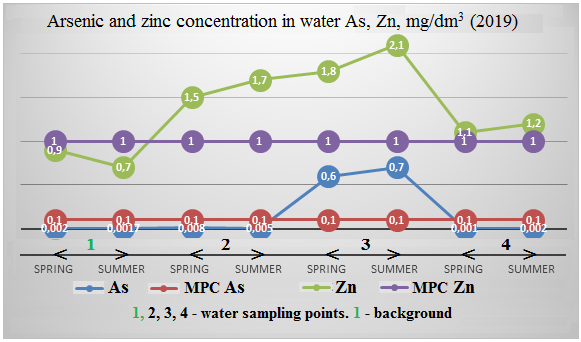 Arsenic and zinc concentration in water As, Zn, mg/dm³ (2019)
2,1
1,8
1,7
1,5
1,1
1,2
1 1 1 1 1 1 1 1
0,9
0,7
0,6
0,7
0,1 0,1 0,1 0,1 0,1 0,1 0,1 0,1
0,002 0,0017 0,008 0,005 0,001 0,002
1 2 3 4
SPRING SUMMER SPRING SUMMER SPRING SUMMER SPRING SUMMER
As MPC As Zn MPC Zn
1, 2, 3, 4 - water sampling points. 1 - background